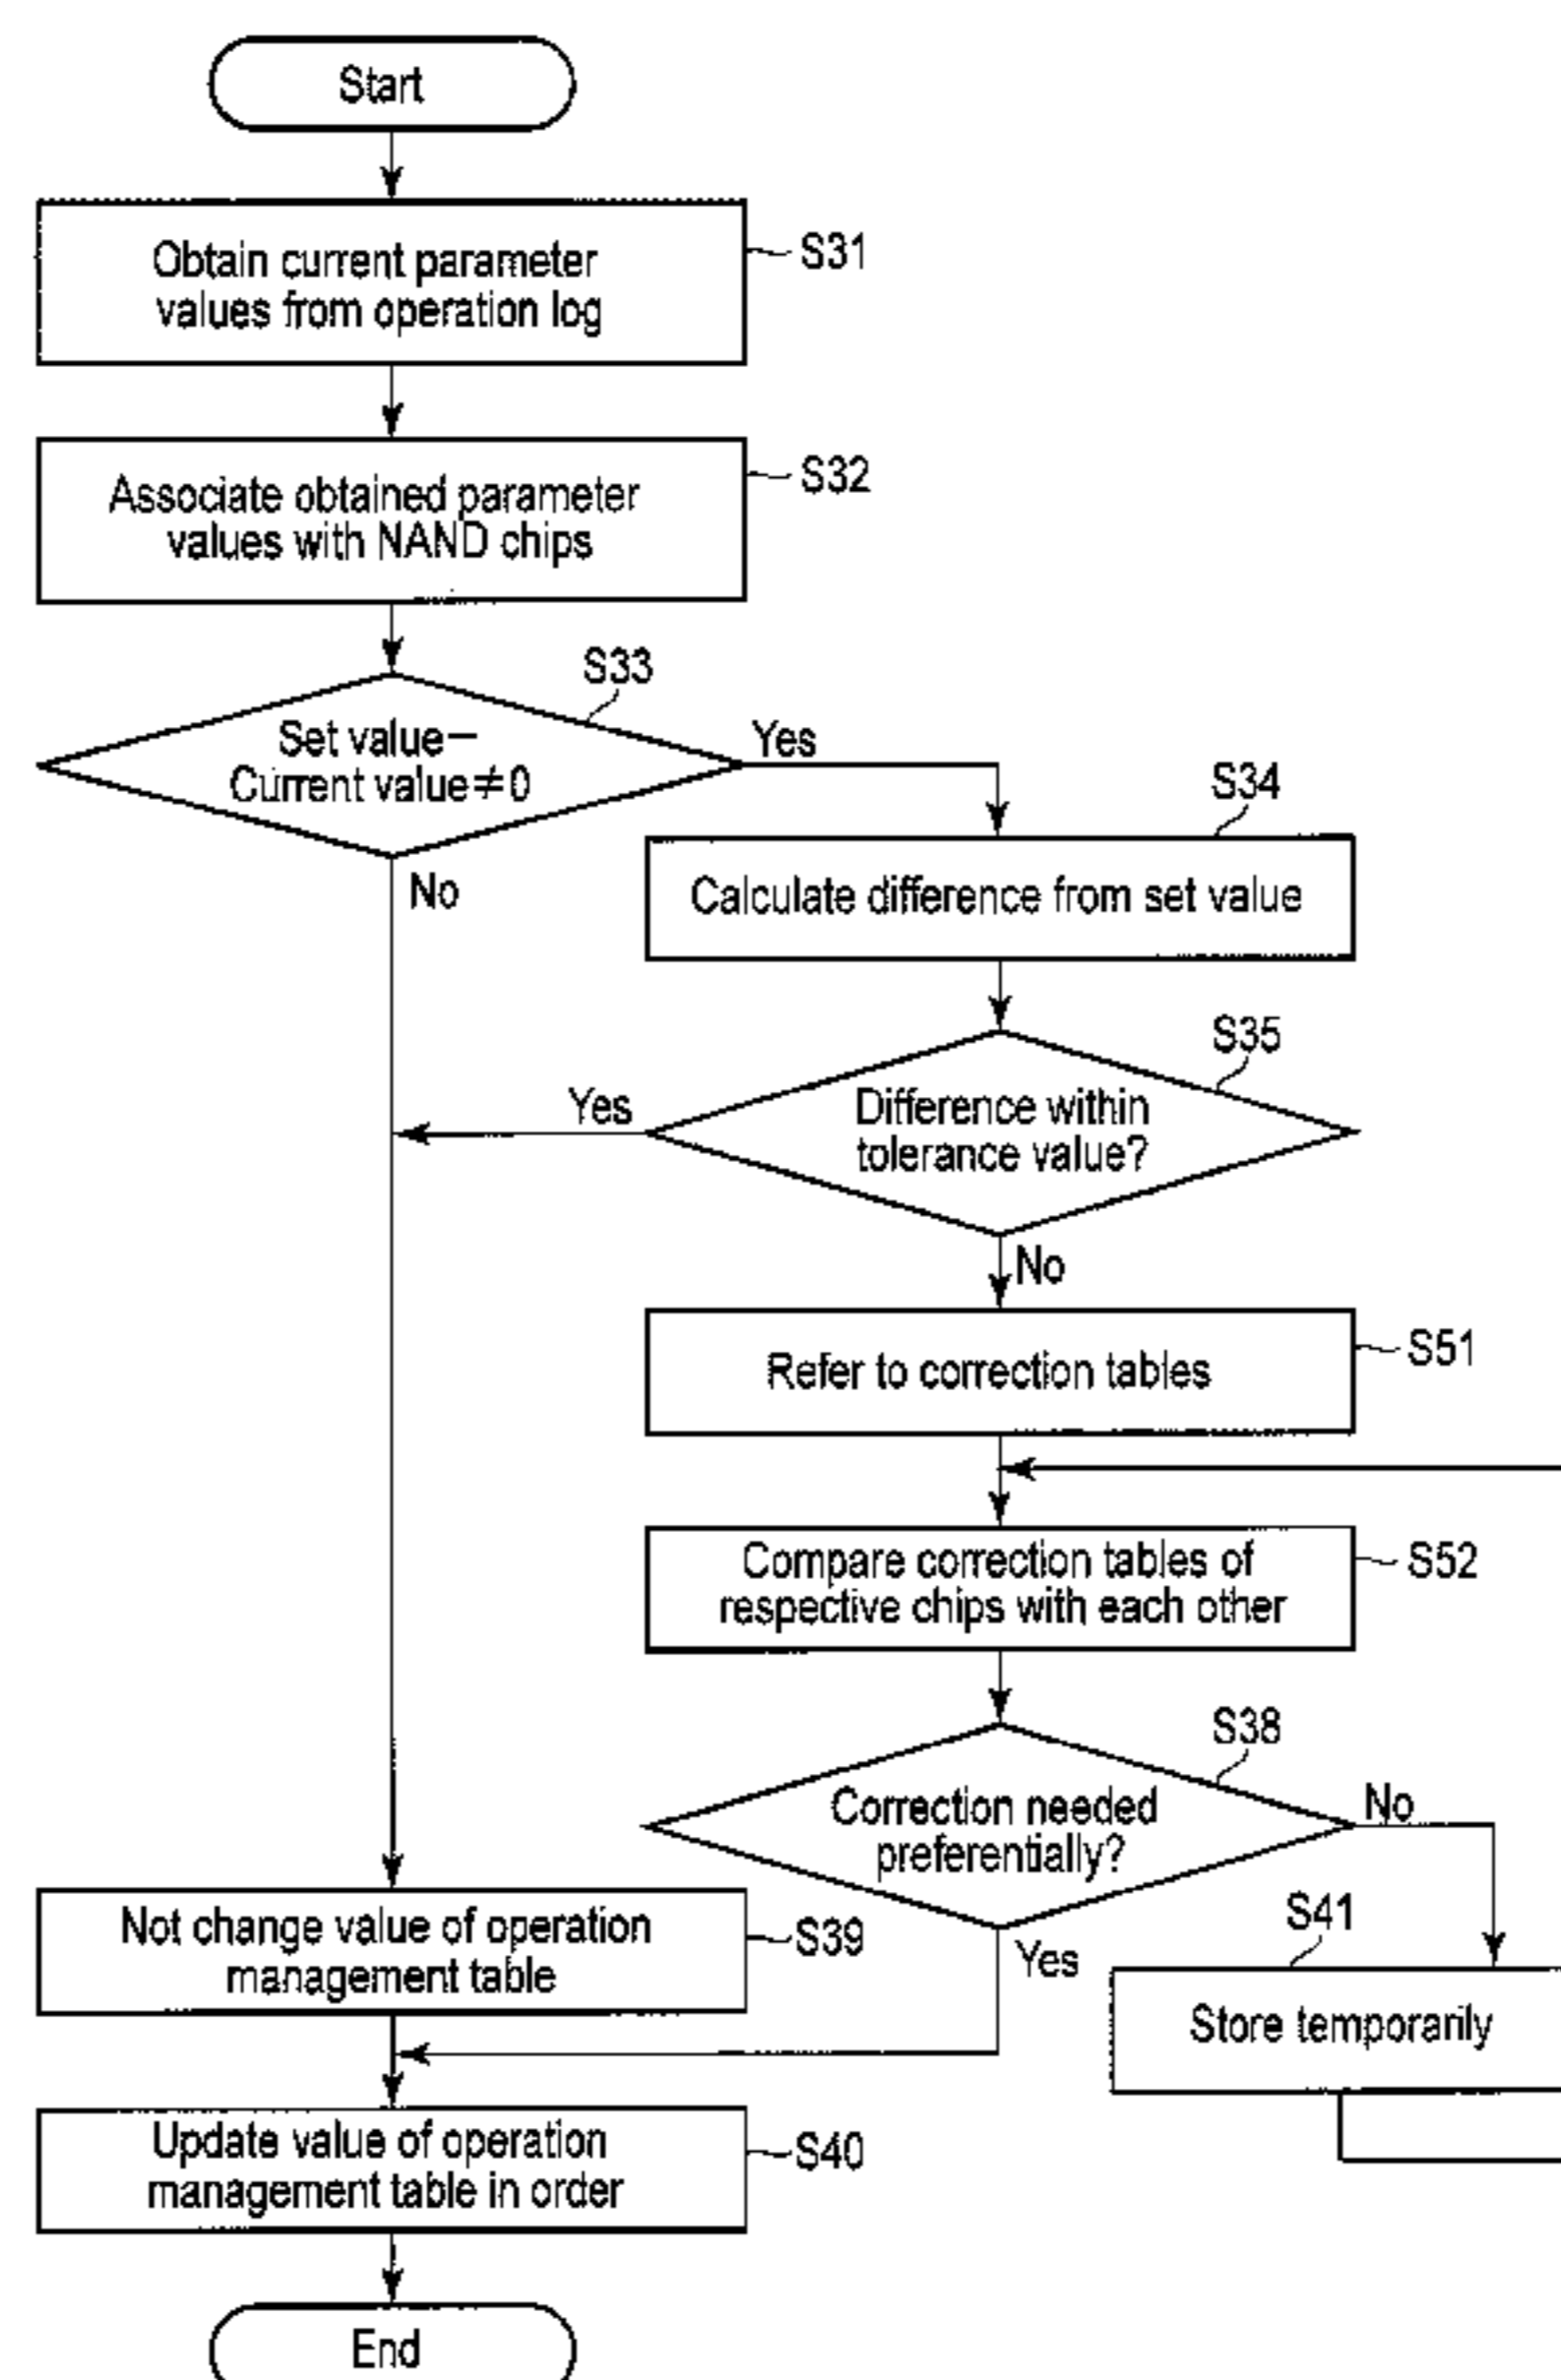 Start
Obtain current parameter
values from operation log
S31
Associate obtained parameter
values with NAND chips
S32
S33
Set value−
Current value≠0
Yes
No
S34
Calculate difference from set value
S35
Difference within
tolerance value?
Yes
No
Refer to correction tables
S51
Compare correction tables of
respective chips with each other
S52
S38
Correction needed
preferentially?
No
Yes
S41
Store temporarily
Not change value of operation
management table
S39
Update value of operation
management table in order
S40
End